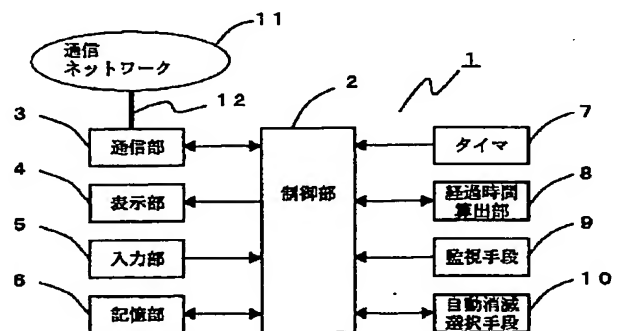 11
通信
ネットワーク
12
2
1
3
通信部
7
タイマ
4
表示部
制御部
8
経過時間
算出部
5
入力部
9
監視手段
6
記憶部
10
自動消滅
選択手段